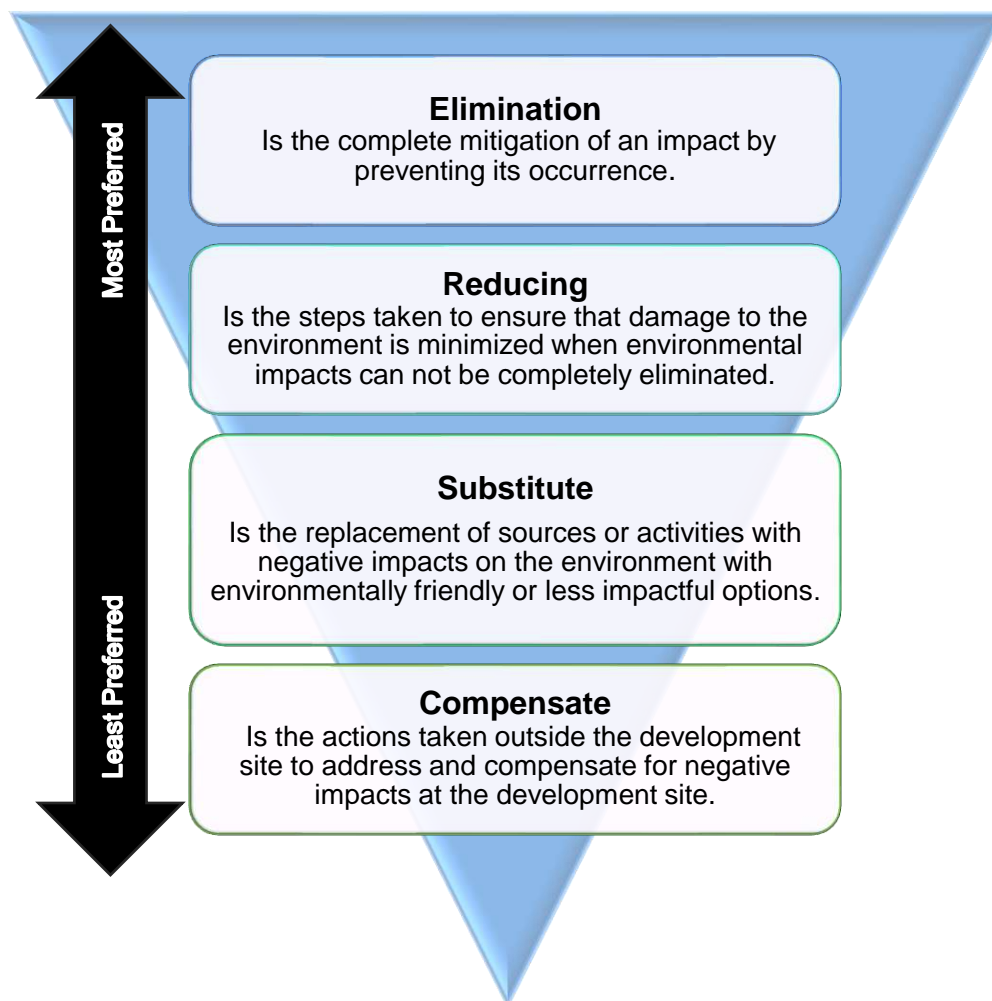 Most Preferred
Elimination
Is the complete mitigation of an impact by
preventing its occurrence.
Reducing
Is the steps taken to ensure that damage to the
environment is minimized when environmental
impacts can not be completely eliminated.
Substitute
Is the replacement of sources or activities with
negative impacts on the environment with
environmentally friendly or less impactful options.
Least Preferred
Compensate
Is the actions taken outside the development
site to address and compensate for negative
impacts at the development site.